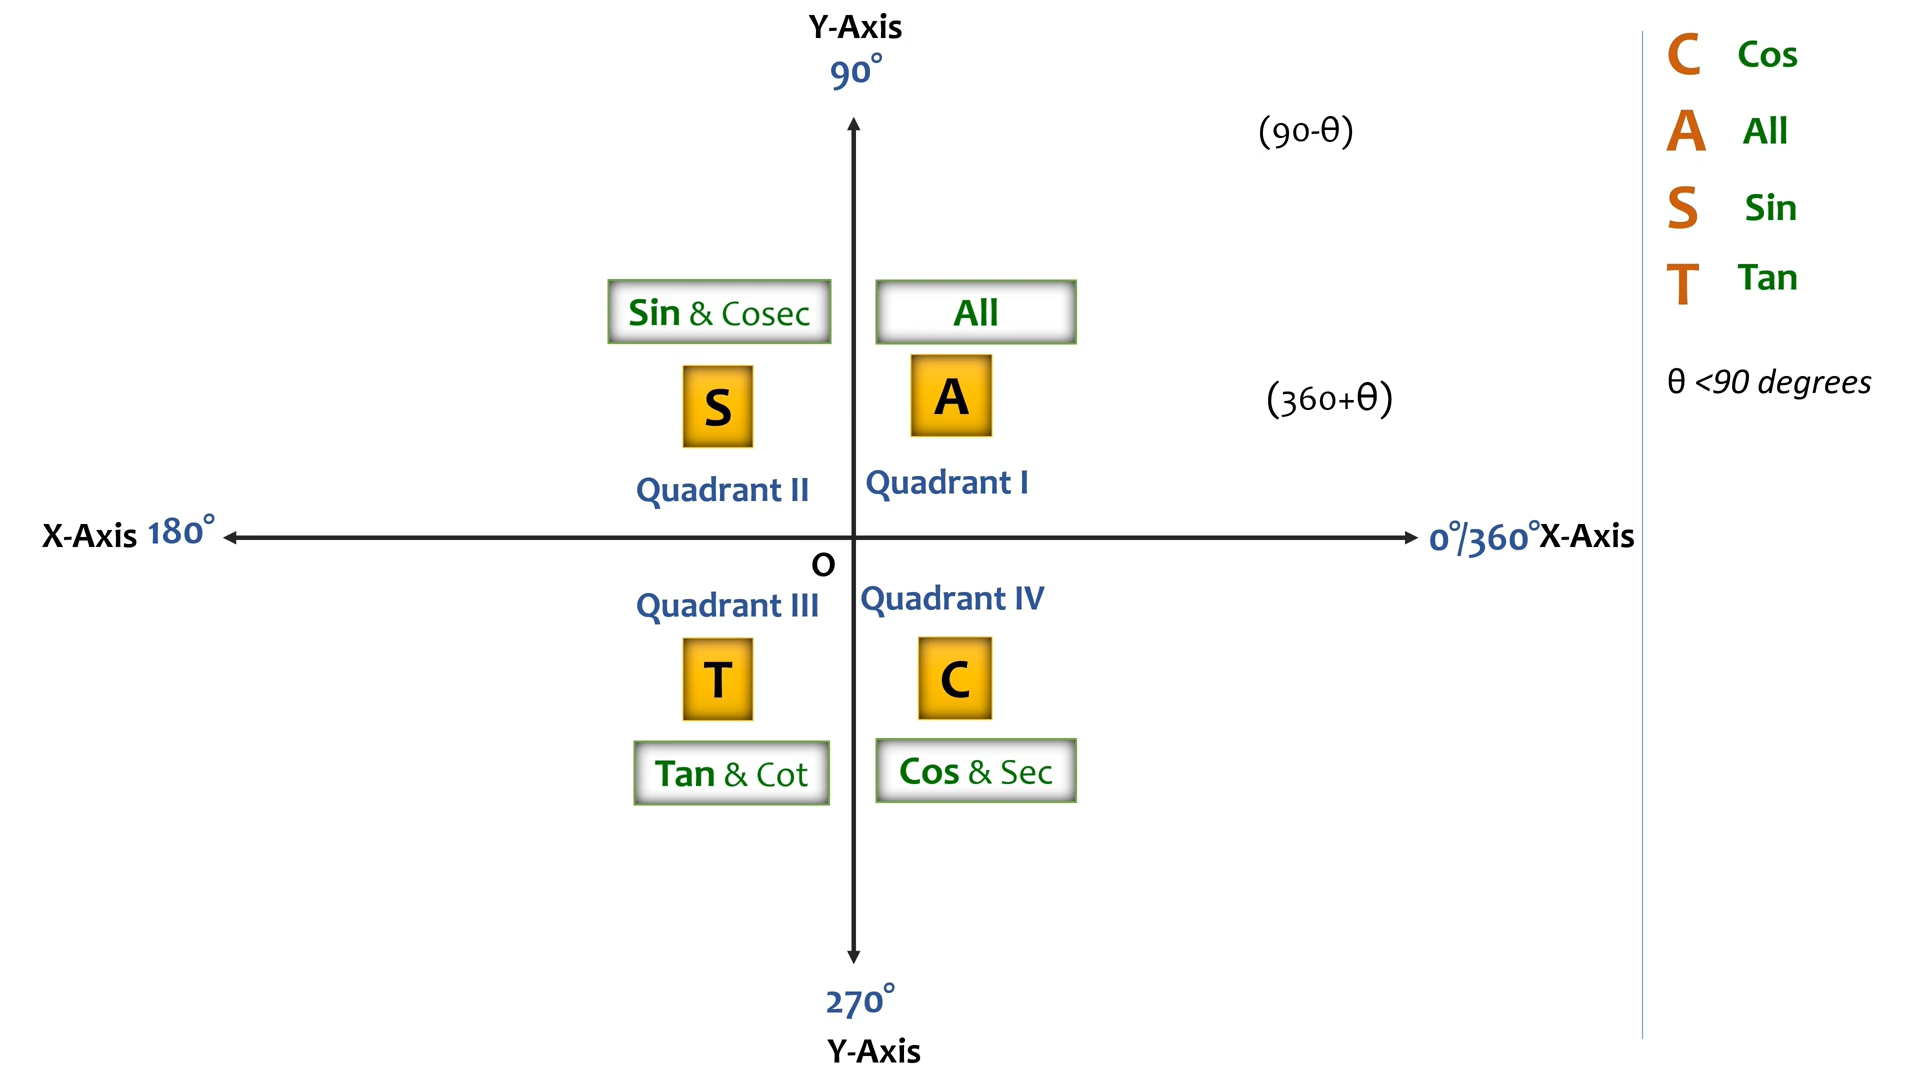 Y-Axis
90°
(90-θ)
Sin & Cosec
All
S
A
(360+θ)
Quadrant II
Quadrant I
X-Axis 180°
0°/360° X-Axis
O
Quadrant III
Quadrant IV
T
C
Tan & Cot
Cos & Sec
270°
Y-Axis
C Cos
A All
S Sin
T Tan
θ <90 degrees